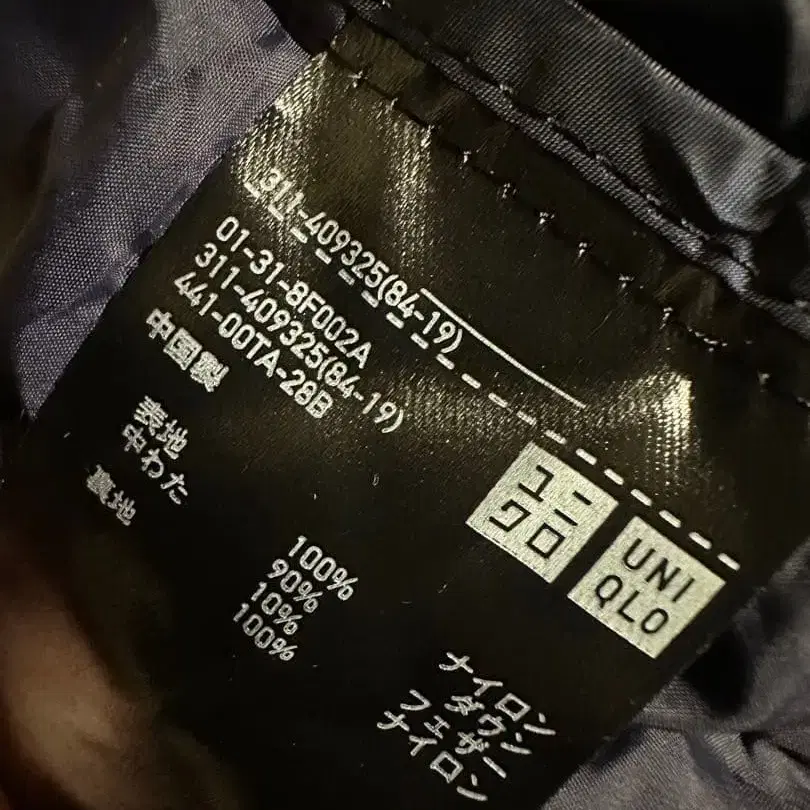 311-409325(84-19)
01-31-8F002A
311-409325(84-19)
441-00TA-28B
中国製
ユニ
クロ
UNI
QLO
表地 100% ナイロン
中わた 90% ダウン
10% フェザー
裏地 100% ナイロン